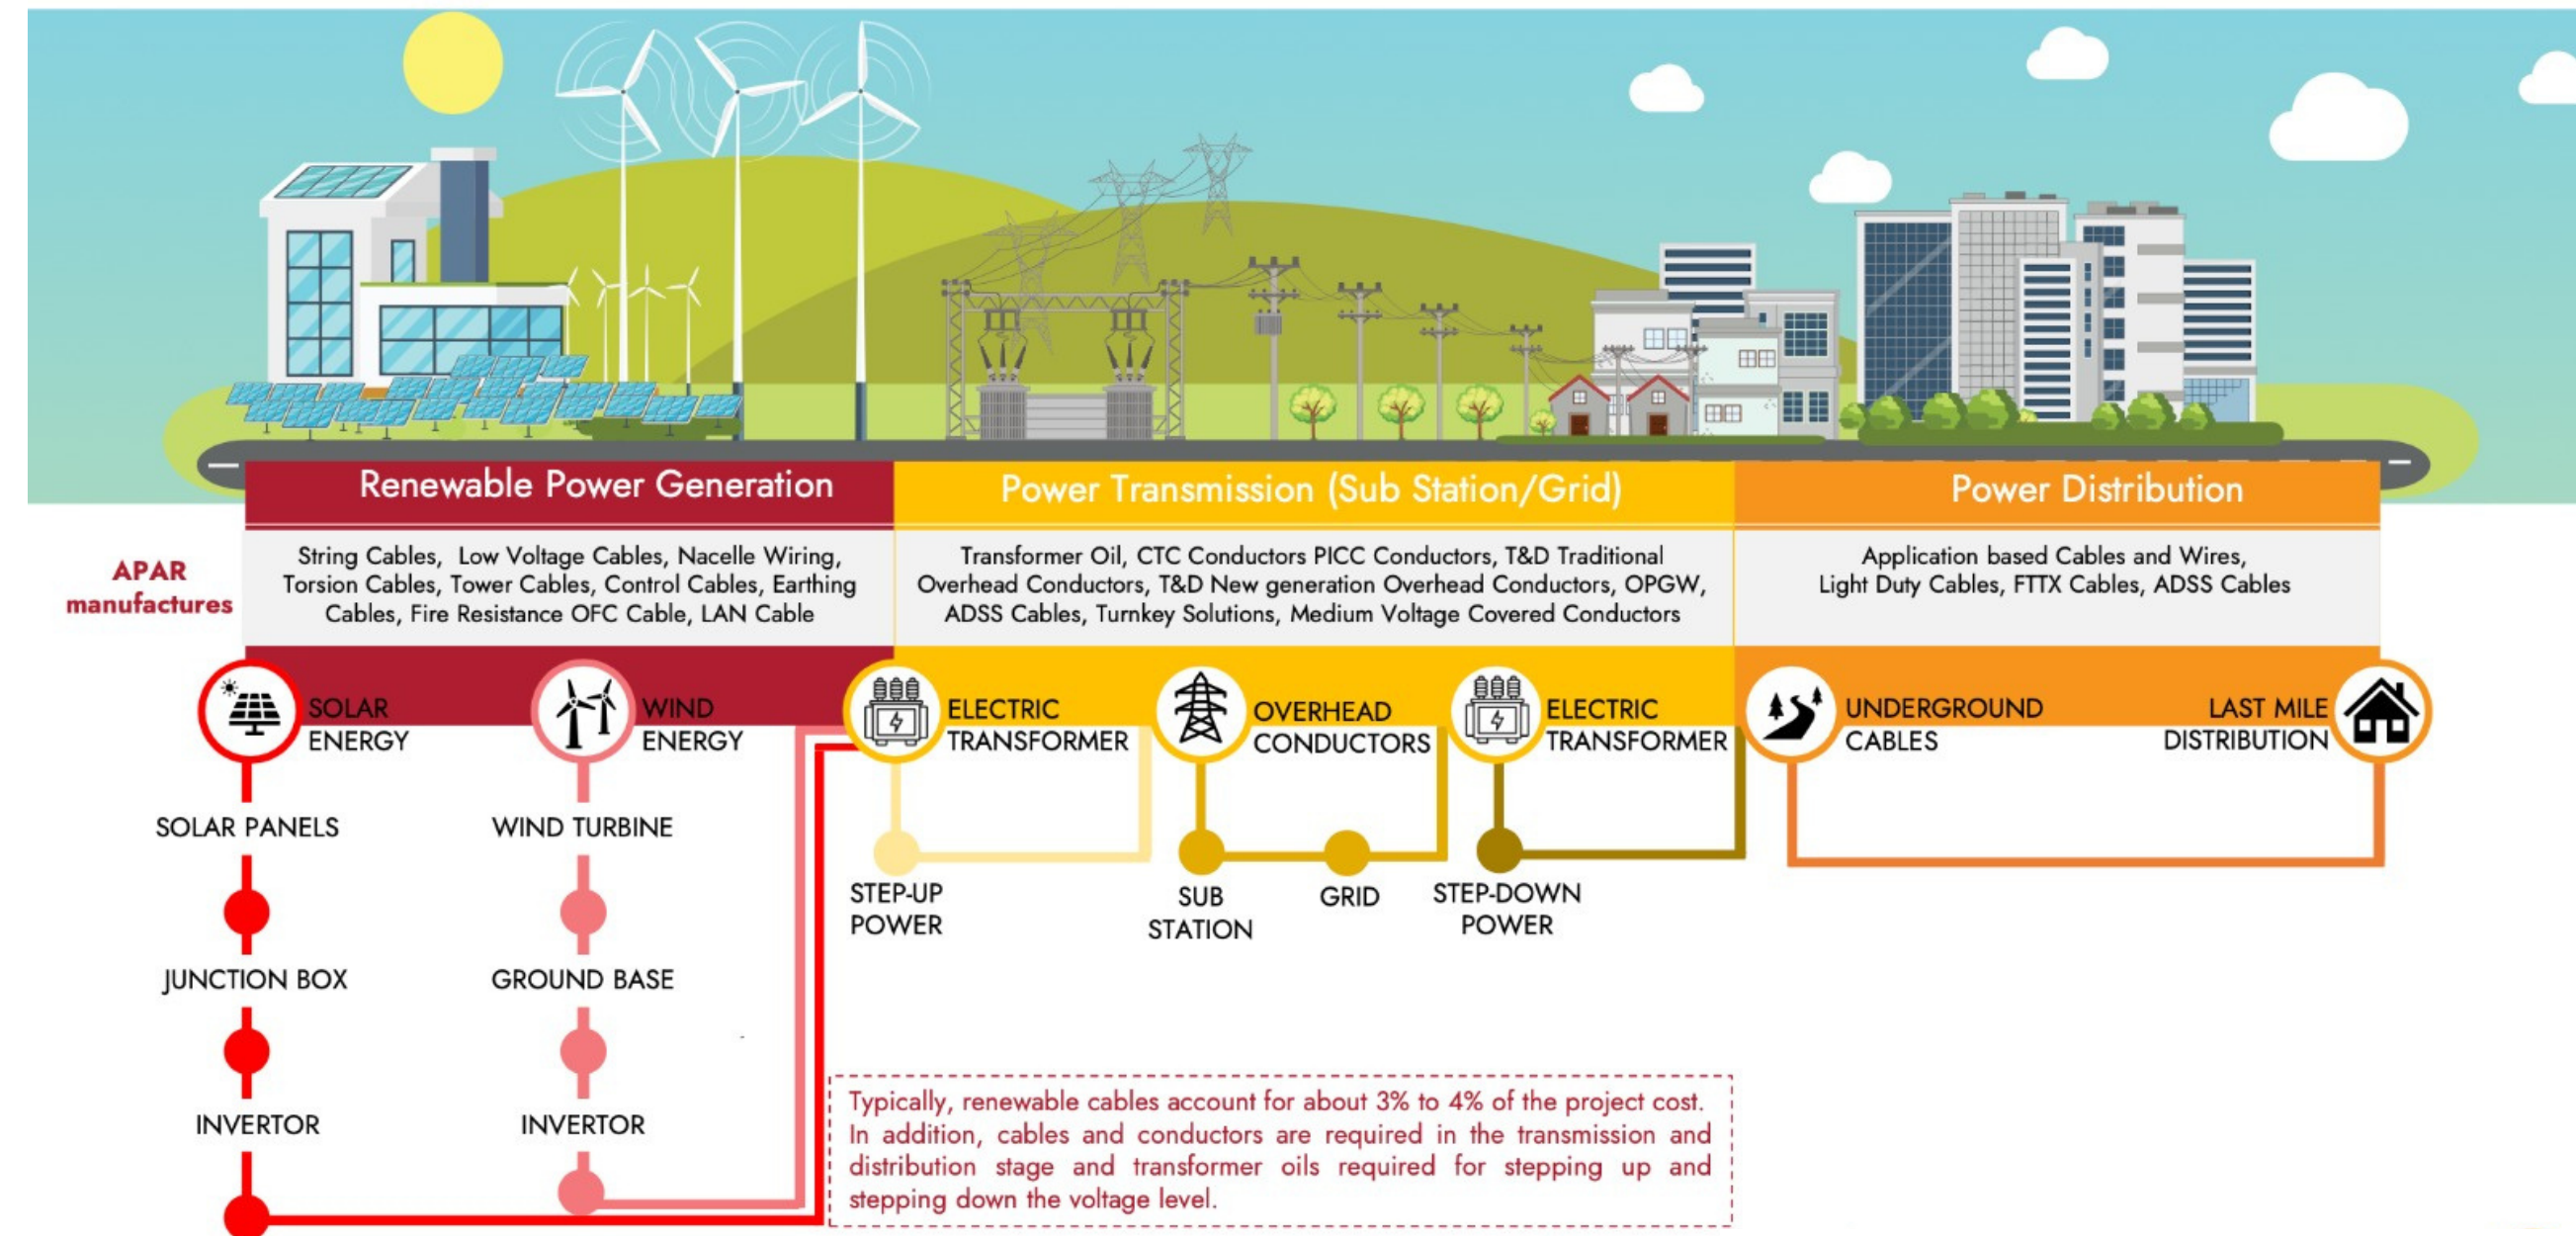 Renewable Power Generation
Power Transmission (Sub Station/Grid)
Power Distribution
APAR
manufactures
String Cables, Low Voltage Cables, Nacelle Wiring,
Torsion Cables, Tower Cables, Control Cables, Earthing
Cables, Fire Resistance OFC Cable, LAN Cable
Transformer Oil, CTC Conductors PICC Conductors, T&D Traditional
Overhead Conductors, T&D New generation Overhead Conductors, OPGW,
ADSS Cables, Turnkey Solutions, Medium Voltage Covered Conductors
Application based Cables and Wires,
Light Duty Cables, FTTX Cables, ADSS Cables
SOLAR
ENERGY
WIND
ENERGY
ELECTRIC
TRANSFORMER
OVERHEAD
CONDUCTORS
ELECTRIC
TRANSFORMER
UNDERGROUND
CABLES
LAST MILE
DISTRIBUTION
SOLAR PANELS
WIND TURBINE
STEP-UP
POWER
SUB
STATION
GRID
STEP-DOWN
POWER
JUNCTION BOX
GROUND BASE
INVERTOR
INVERTOR
Typically, renewable cables account for about 3% to 4% of the project cost.
In addition, cables and conductors are required in the transmission and
distribution stage and transformer oils required for stepping up and
stepping down the voltage level.